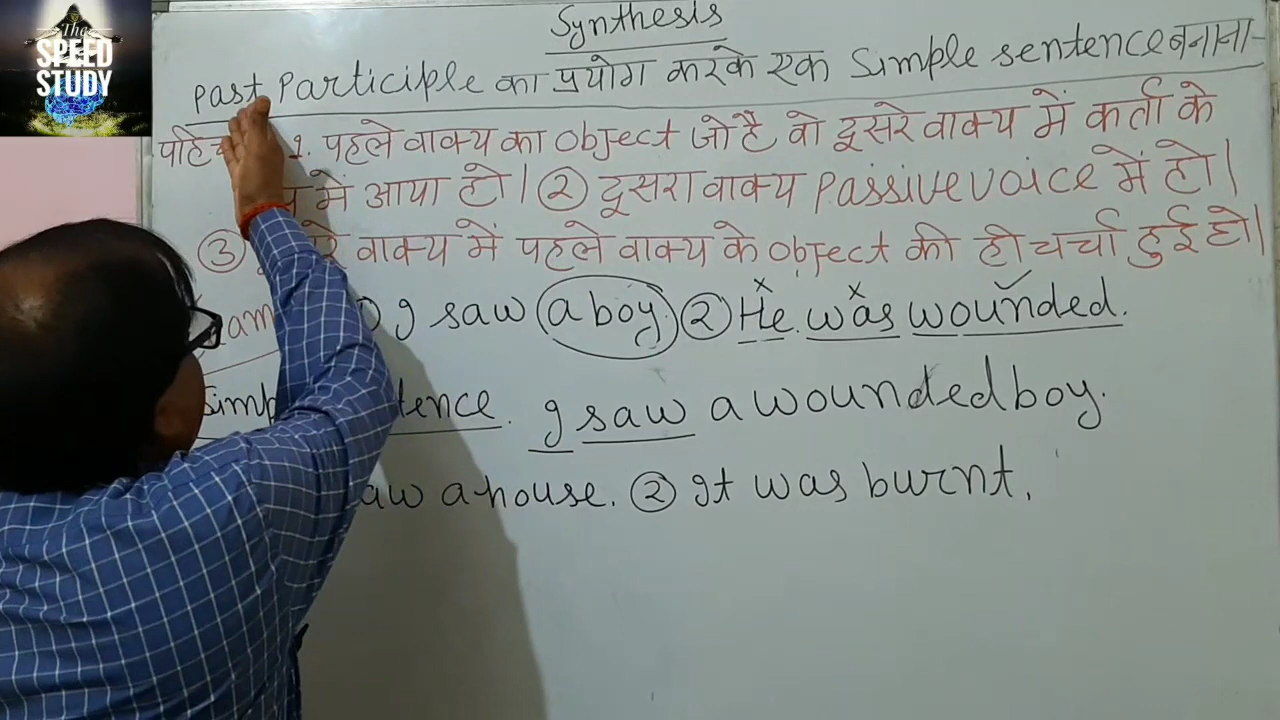 The
SPEED
STUDY
Synthesis
Past Participle का प्रयोग करके एक Simple sentence बनाना-
1. पहले वाक्य का object जो है वो दूसरे वाक्य में कर्ता के
में आया हो। ② दूसरा वाक्य Passive voice में हो।
③ वाक्य में पहले वाक्य के object की ही चर्चा हुई हो।
I saw a boy ② He was wounded.
I saw a wounded boy.
a house. ② It was burnt.